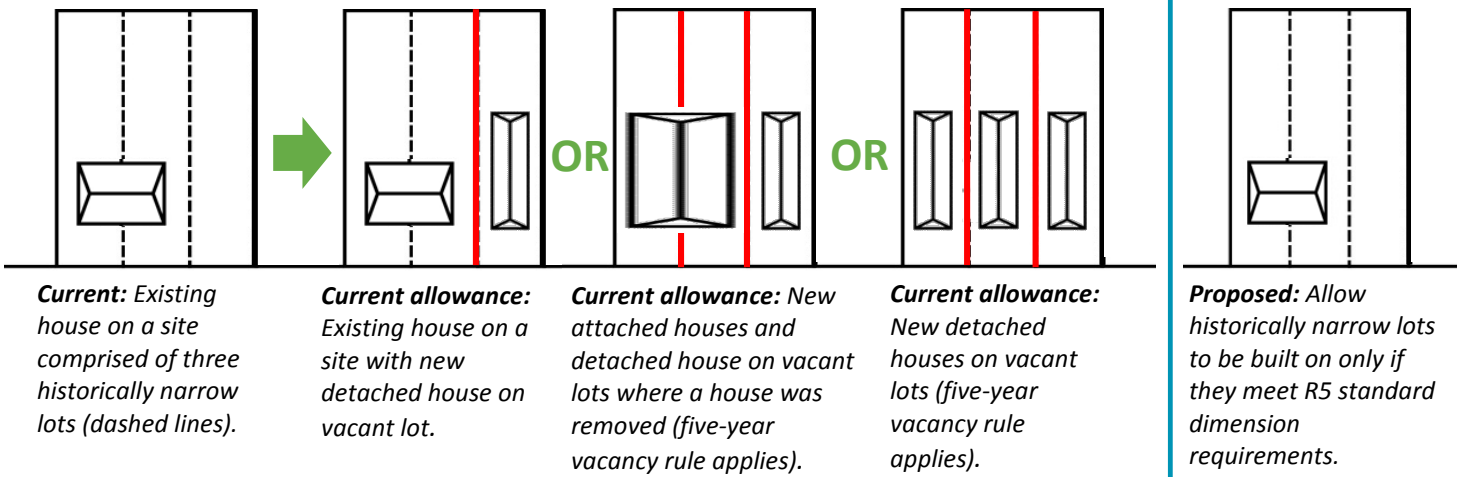 OR
OR
Current: Existing
house on a site
comprised of three
historically narrow
lots (dashed lines).
Current allowance:
Existing house on a
site with new
detached house on
vacant lot.
Current allowance: New
attached houses and
detached house on vacant
lots where a house was
removed (five-year
vacancy rule applies).
Current allowance:
New detached
houses on vacant
lots (five-year
vacancy rule
applies).
Proposed: Allow
historically narrow lots
to be built on only if
they meet R5 standard
dimension
requirements.